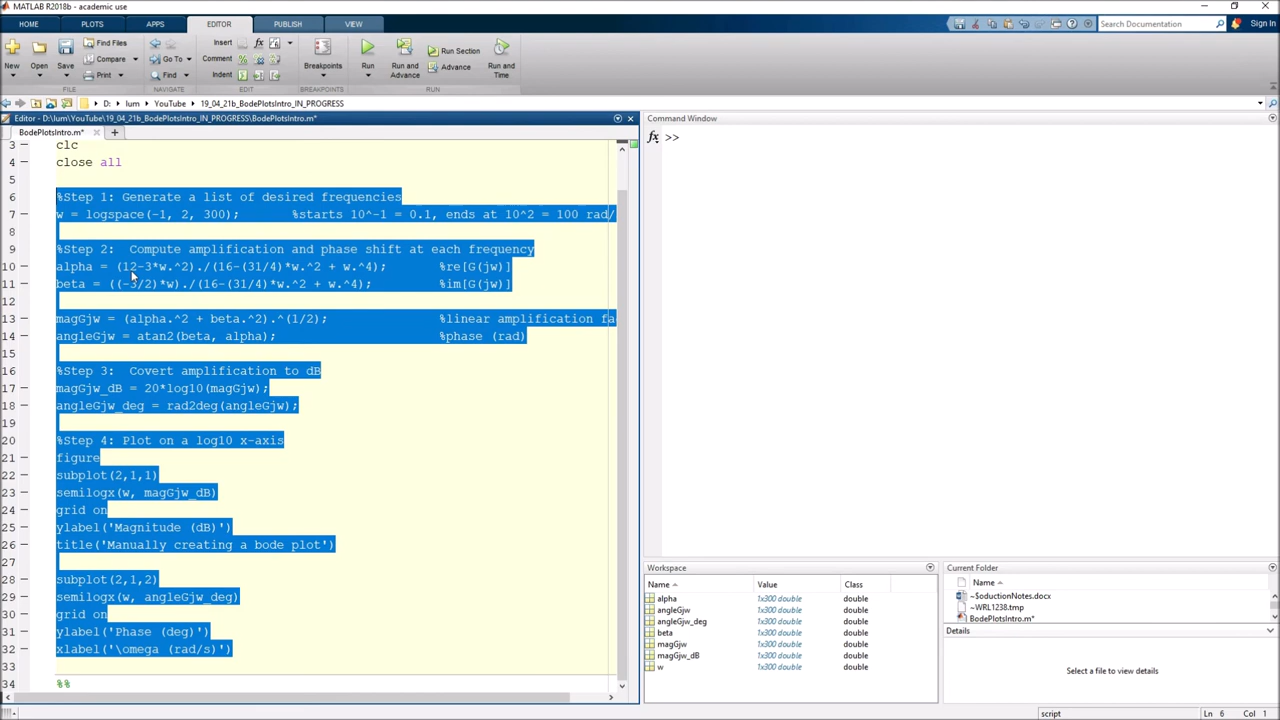 MATLAB R2018b - academic use
HOME PLOTS APPS EDITOR PUBLISH VIEW Search Documentation Sign In
New Open Save Find Files Compare Print Go To Find Insert Comment Indent Breakpoints Run Run and Advance Run Section Advance Run and Time
FILE NAVIGATE EDIT BREAKPOINTS RUN
D: Ium YouTube 19_04_21b_BodePlotsIntro_IN_PROGRESS
Editor - D:\Ium\YouTube\19_04_21b_BodePlotsIntro_IN_PROGRESS\BodePlotsIntro.m*
BodePlotsIntro.m*
3 clc
4 close all
5
6 %Step 1: Generate a list of desired frequencies
7 w = logspace(-1, 2, 300); %starts 10^-1 = 0.1, ends at 10^2 = 100 rad/
8
9 %Step 2: Compute amplification and phase shift at each frequency
10 alpha = (12-3*w.^2)./(16-(31/4)*w.^2 + w.^4); %re[G(jw)]
11 beta = ((-3/2)*w)./(16-(31/4)*w.^2 + w.^4); %im[G(jw)]
12
13 magGjw = (alpha.^2 + beta.^2).^(1/2); %linear amplification fa
14 angleGjw = atan2(beta, alpha); %phase (rad)
15
16 %Step 3: Covert amplification to dB
17 magGjw_dB = 20*log10(magGjw);
18 angleGjw_deg = rad2deg(angleGjw);
19
20 %Step 4: Plot on a log10 x-axis
21 figure
22 subplot(2,1,1)
23 semilogx(w, magGjw_dB)
24 grid on
25 ylabel('Magnitude (dB)')
26 title('Manually creating a bode plot')
27
28 subplot(2,1,2)
29 semilogx(w, angleGjw_deg)
30 grid on
31 ylabel('Phase (deg)')
32 xlabel('\omega (rad/s)')
33
34 %%
Command Window
fx >>
Workspace
Name Value Class
alpha 1x300 double double
angleGjw 1x300 double double
angleGjw_deg 1x300 double double
beta 1x300 double double
magGjw 1x300 double double
magGjw_dB 1x300 double double
w 1x300 double double
Current Folder
Name
~$oductionNotes.docx
~WRL1238.tmp
BodePlotsIntro.m*
Details
Select a file to view details
script Ln 6 Col 1